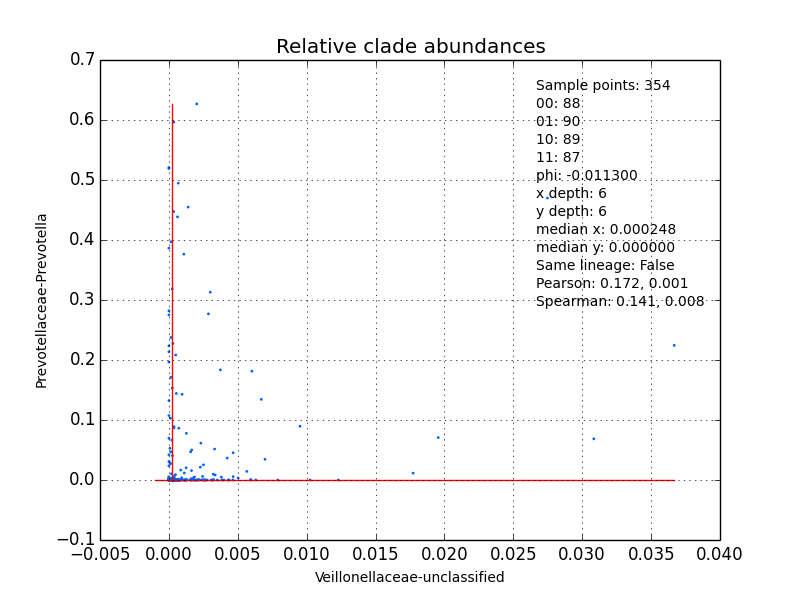 Relative clade abundances
0.7
0.6
0.5
0.4
0.3
0.2
0.1
0.0
−0.1
Prevotellaceae-Prevotella
Sample points: 354
00: 88
01: 90
10: 89
11: 87
phi: -0.011300
x depth: 6
y depth: 6
median x: 0.000248
median y: 0.000000
Same lineage: False
Pearson: 0.172, 0.001
Spearman: 0.141, 0.008
−0.005 0.000 0.005 0.010 0.015 0.020 0.025 0.030 0.035 0.040
Veillonellaceae-unclassified